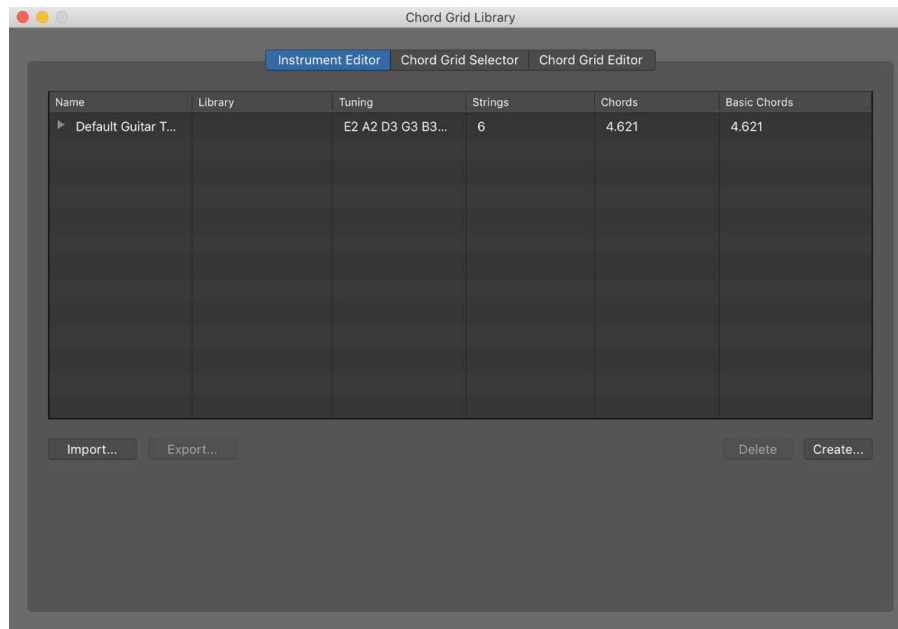 Chord Grid Library
Instrument Editor Chord Grid Selector Chord Grid Editor
Name Library Tuning Strings Chords Basic Chords
Default Guitar T... E2 A2 D3 G3 B3... 6 4.621 4.621
Import... Export... Delete Create...